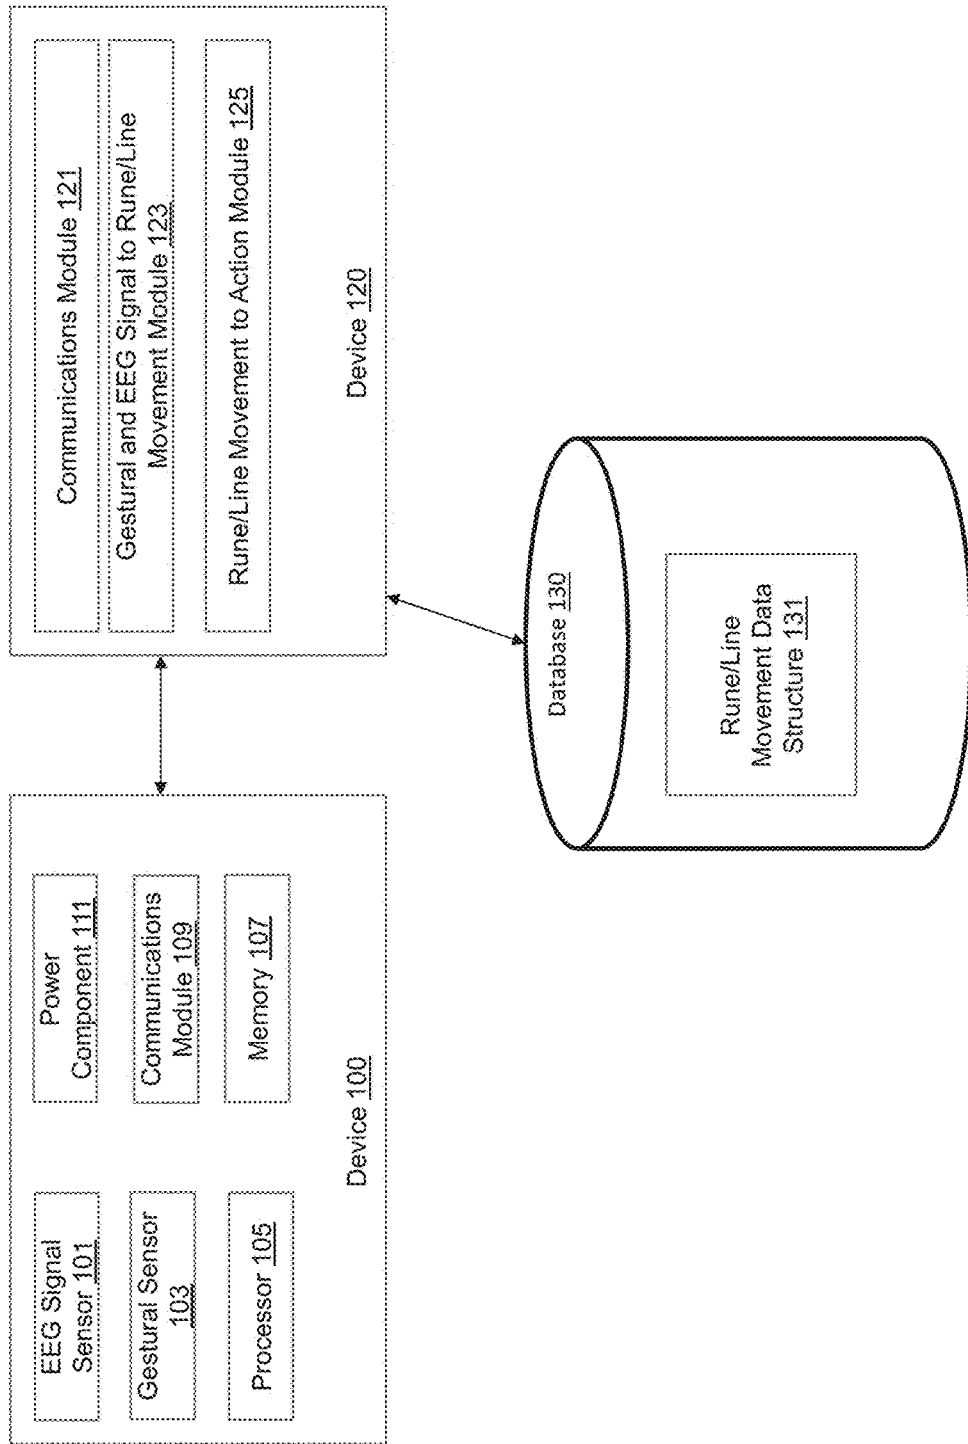 EEG Signal
Sensor 101
Gestural Sensor
103
Processor 105
Power
Component 111
Communications
Module 109
Memory 107
Device 100
Communications Module 121
Gestural and EEG Signal to Rune/Line
Movement Module 123
Rune/Line Movement to Action Module 125
Device 120
Database 130
Rune/Line
Movement Data
Structure 131